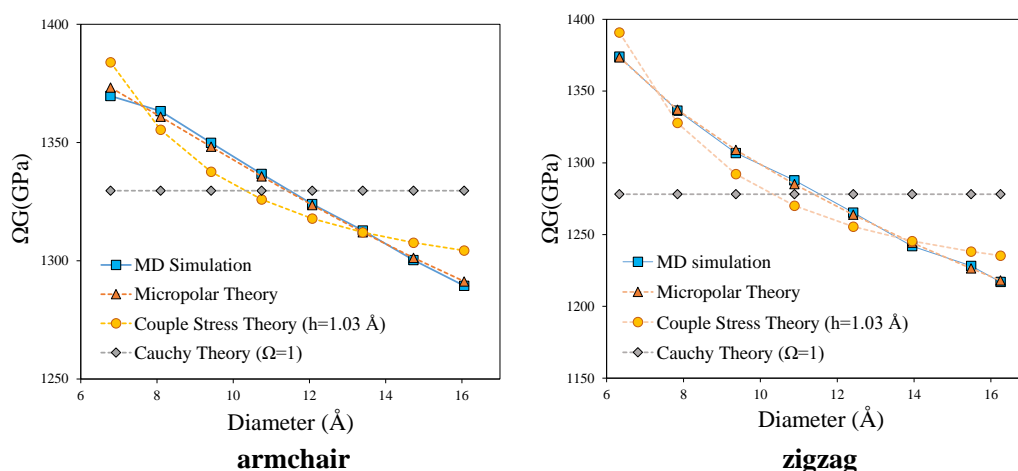 1400
1350
1300
1250
ΩG(GPa)
MD Simulation
Micropolar Theory
Couple Stress Theory (h=1.03 Å)
Cauchy Theory (Ω=1)
6 8 10 12 14 16
Diameter (Å)
armchair
1400
1350
1300
1250
1200
1150
ΩG(GPa)
MD simulation
Micropolar Theory
Couple Stress Theory (h=1.03 Å)
Cauchy Theory (Ω=1)
6 8 10 12 14 16
Diameter (Å)
zigzag